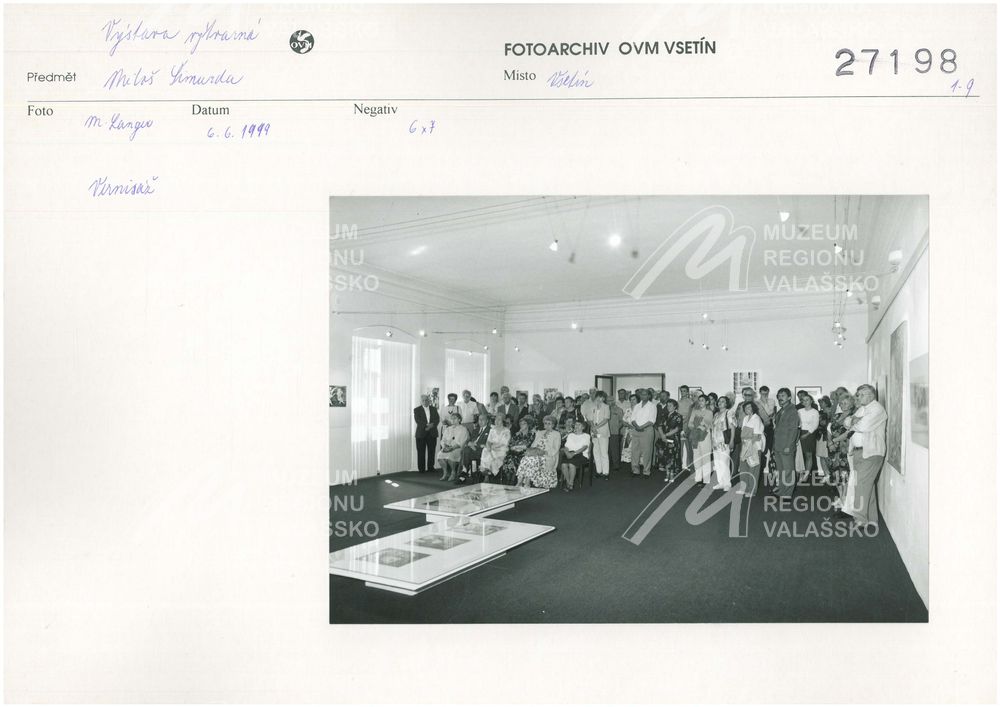 Výstava výtvarná
OVM
FOTOARCHIV OVM VSETÍN
27198
Předmět Miloš Šimurda
Místo Vsetín
1-9
Foto M. Langer
Datum 6.6.1999
Negativ 6x7
Vernisáž
MUZEUM
REGIONU
VALAŠSKO
MUZEUM
REGIONU
VALAŠSKO